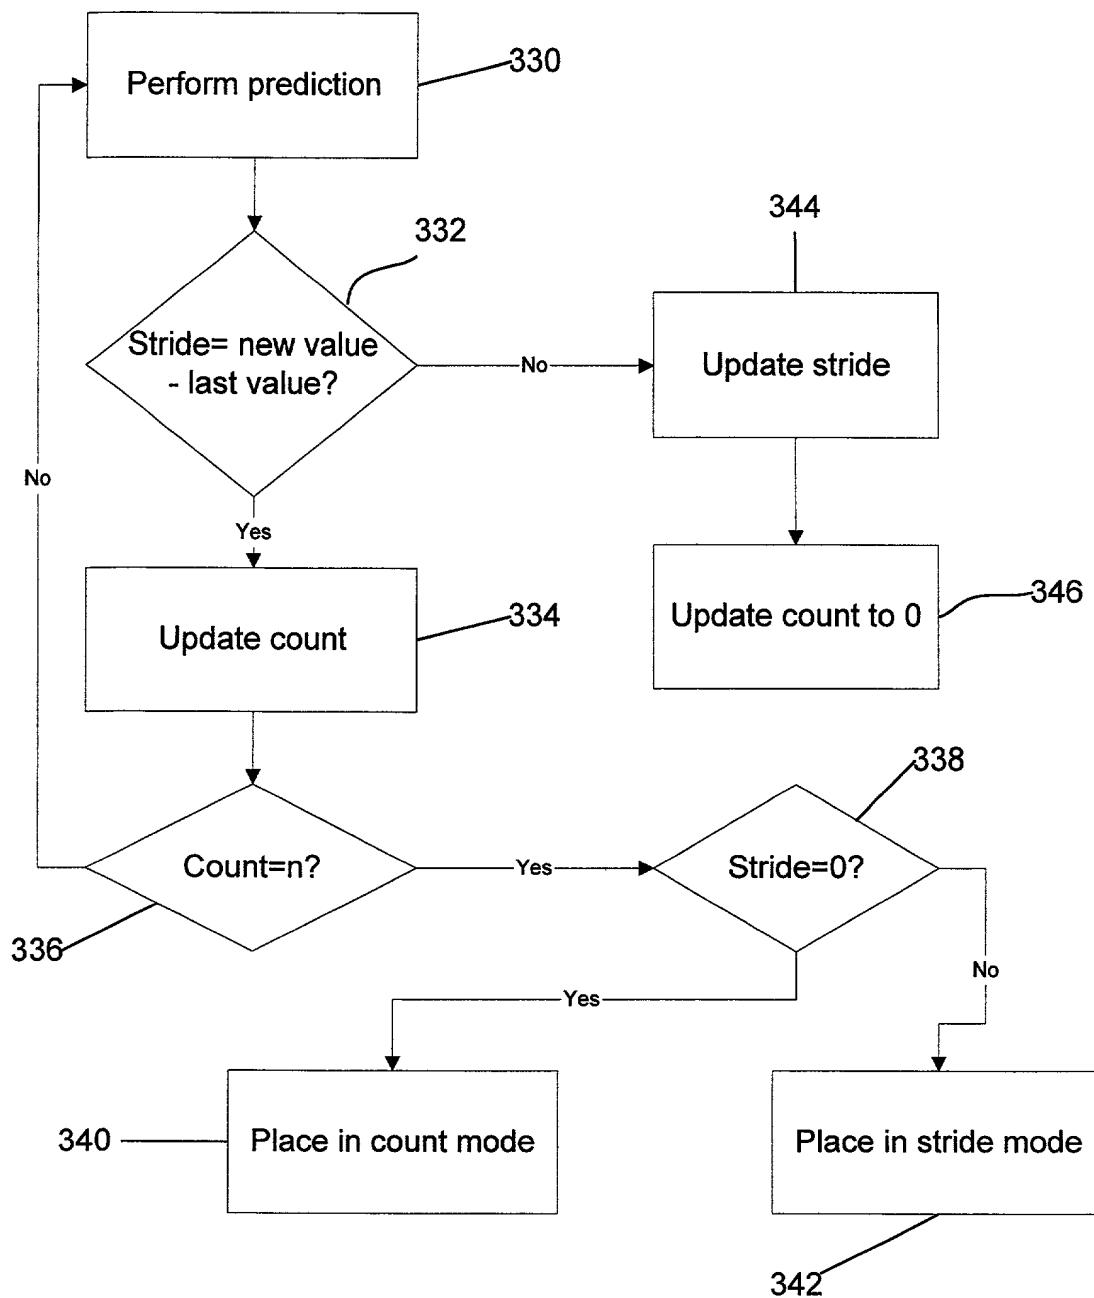 Perform prediction
330
332
344
Stride= new value
- last value?
No
Update stride
No
Yes
Update count
334
Update count to 0
346
338
Count=n?
Yes
Stride=0?
336
No
Yes
340
Place in count mode
Place in stride mode
342